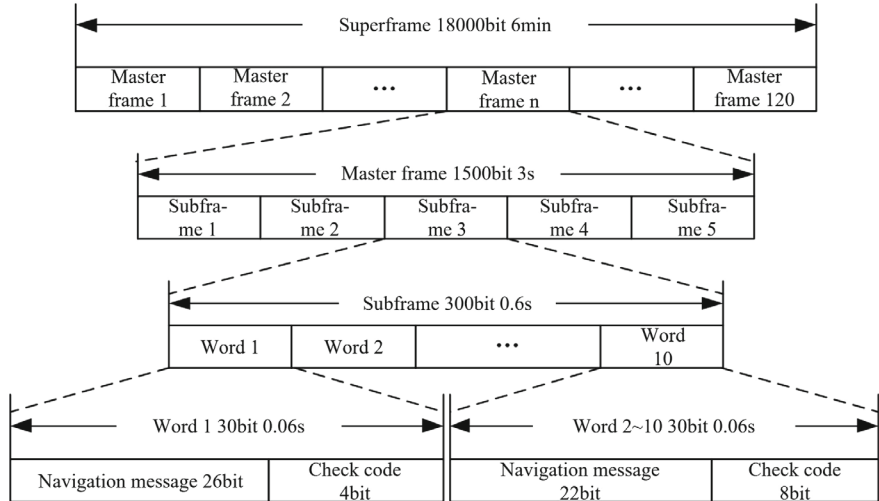 Superframe 18000bit 6min
Master
frame 1
Master
frame 2
...
Master
frame n
...
Master
frame 120
Master frame 1500bit 3s
Subfra-
me 1
Subfra-
me 2
Subfra-
me 3
Subfra-
me 4
Subfra-
me 5
Subframe 300bit 0.6s
Word 1
Word 2
...
Word
10
Word 1 30bit 0.06s
Word 2~10 30bit 0.06s
Navigation message 26bit
Check code
4bit
Navigation message
22bit
Check code
8bit